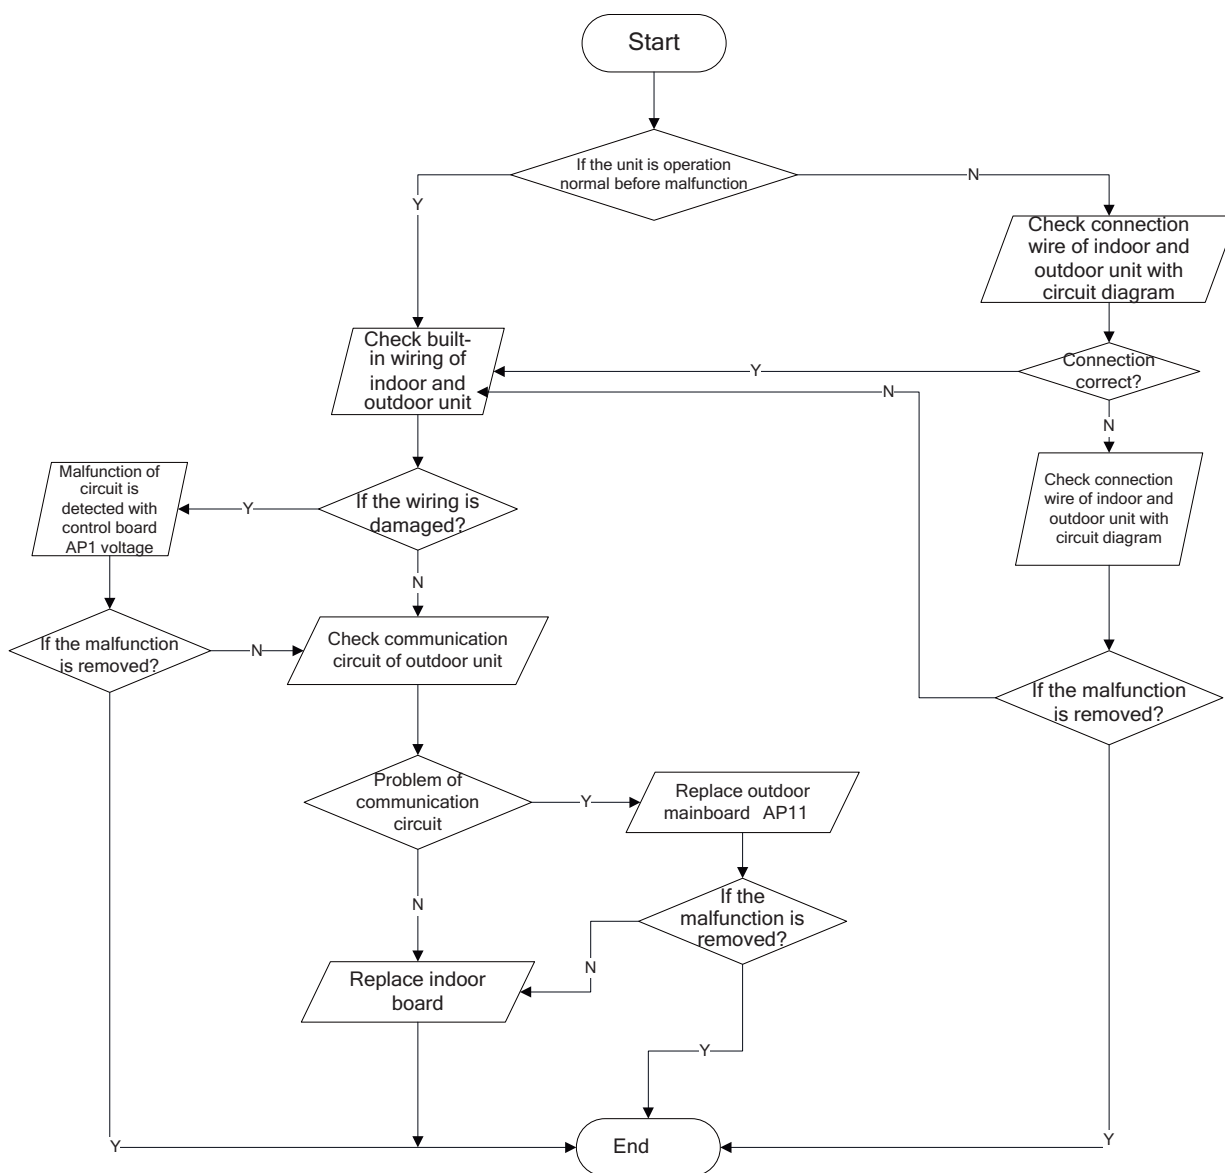 Start
If the unit is operation
normal before malfunction
N
Y
Check connection
wire of indoor and
outdoor unit with
circuit diagram
Check built-
in wiring of
indoor and
outdoor unit
Y
Connection
correct?
N
N
Malfunction of
circuit is
detected with
control board
AP1 voltage
Y
If the wiring is
damaged?
Check connection
wire of indoor and
outdoor unit with
circuit diagram
N
If the malfunction
is removed?
N
Check communication
circuit of outdoor unit
If the malfunction
is removed?
Problem of
communication
circuit
Y
Replace outdoor
mainboard AP11
N
If the
malfunction is
removed?
N
Replace indoor
board
Y
Y
End
Y